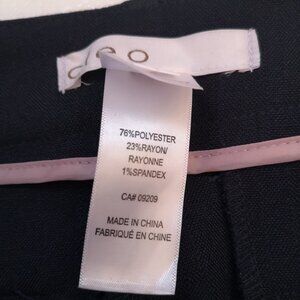 76%POLYESTER
23%RAYON/
RAYONNE
1%SPANDEX
CA# 09209
MADE IN CHINA
FABRIQUÉ EN CHINE